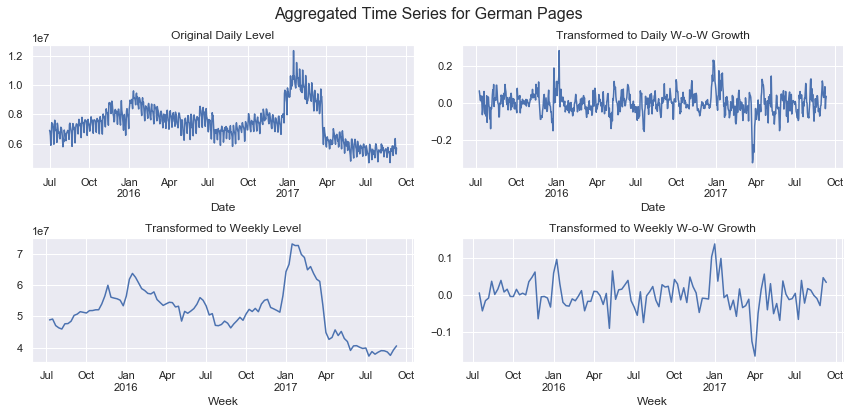 Aggregated Time Series for German Pages
Original Daily Level
1e7
1.2
1.0
0.8
0.6
Jul Oct Jan Apr Jul Oct Jan Apr Jul Oct
2016 2017
Date
Transformed to Daily W-o-W Growth
0.2
0.0
−0.2
Jul Oct Jan Apr Jul Oct Jan Apr Jul Oct
2016 2017
Date
Transformed to Weekly Level
1e7
7
6
5
4
Jul Oct Jan Apr Jul Oct Jan Apr Jul Oct
2016 2017
Week
Transformed to Weekly W-o-W Growth
0.1
0.0
−0.1
Jul Oct Jan Apr Jul Oct Jan Apr Jul Oct
2016 2017
Week